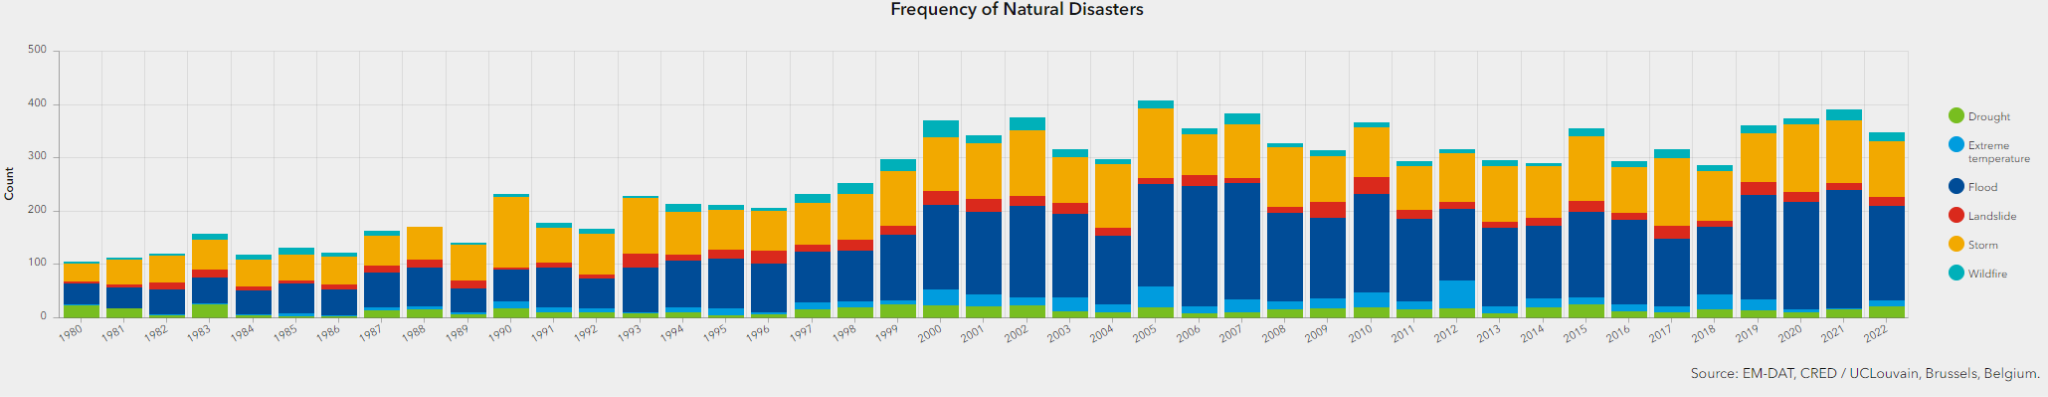 Frequency of Natural Disasters
Count
500
400
300
200
100
0
1980 1981 1982 1983 1984 1985 1986 1987 1988 1989 1990 1991 1992 1993 1994 1995 1996 1997 1998 1999 2000 2001 2002 2003 2004 2005 2006 2007 2008 2009 2010 2011 2012 2013 2014 2015 2016 2017 2018 2019 2020 2021 2022
Drought
Extreme
temperature
Flood
Landslide
Storm
Wildfire
Source: EM-DAT, CRED / UCLouvain, Brussels, Belgium.